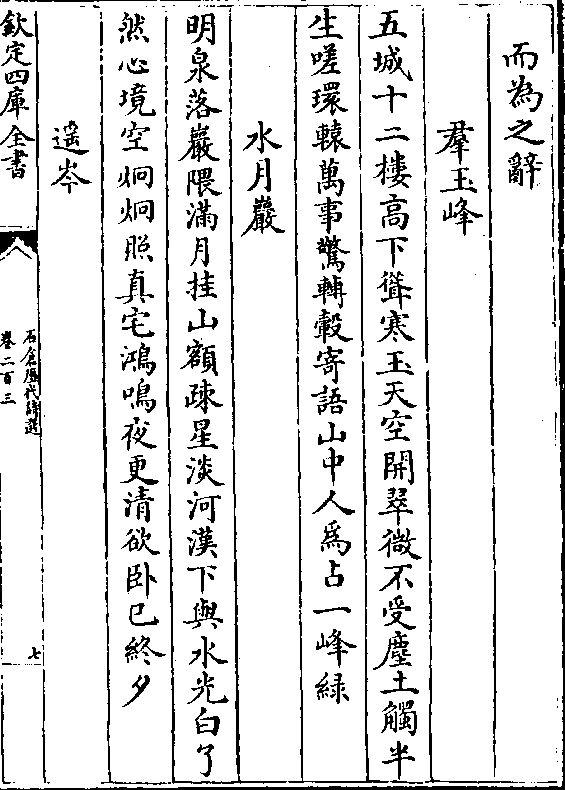 而為之辭
羣玉峰
五城十二樓高下聳寒玉天空開翠微不受塵土觸半
生嗟環轅萬事驚轉轂寄語山中人爲占一峰緑
水月巖
明泉落巖隈滿月挂山額疎星淡河漢下與水光白了
然心境空炯炯照真宅鴻鳴夜更清欲卧已終夕
遥岑
欽定四庫全書
石倉歷代詩選
卷二百三
七